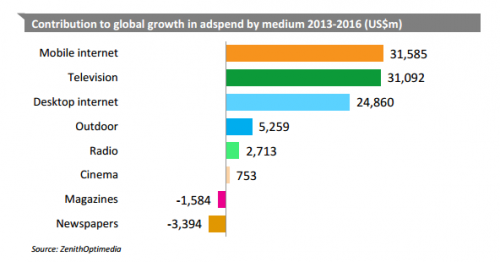 Contribution to global growth in adspend by medium 2013-2016 (US$m)
Mobile internet 31,585
Television 31,092
Desktop internet 24,860
Outdoor 5,259
Radio 2,713
Cinema 753
Magazines -1,584
Newspapers -3,394
Source: ZenithOptimedia